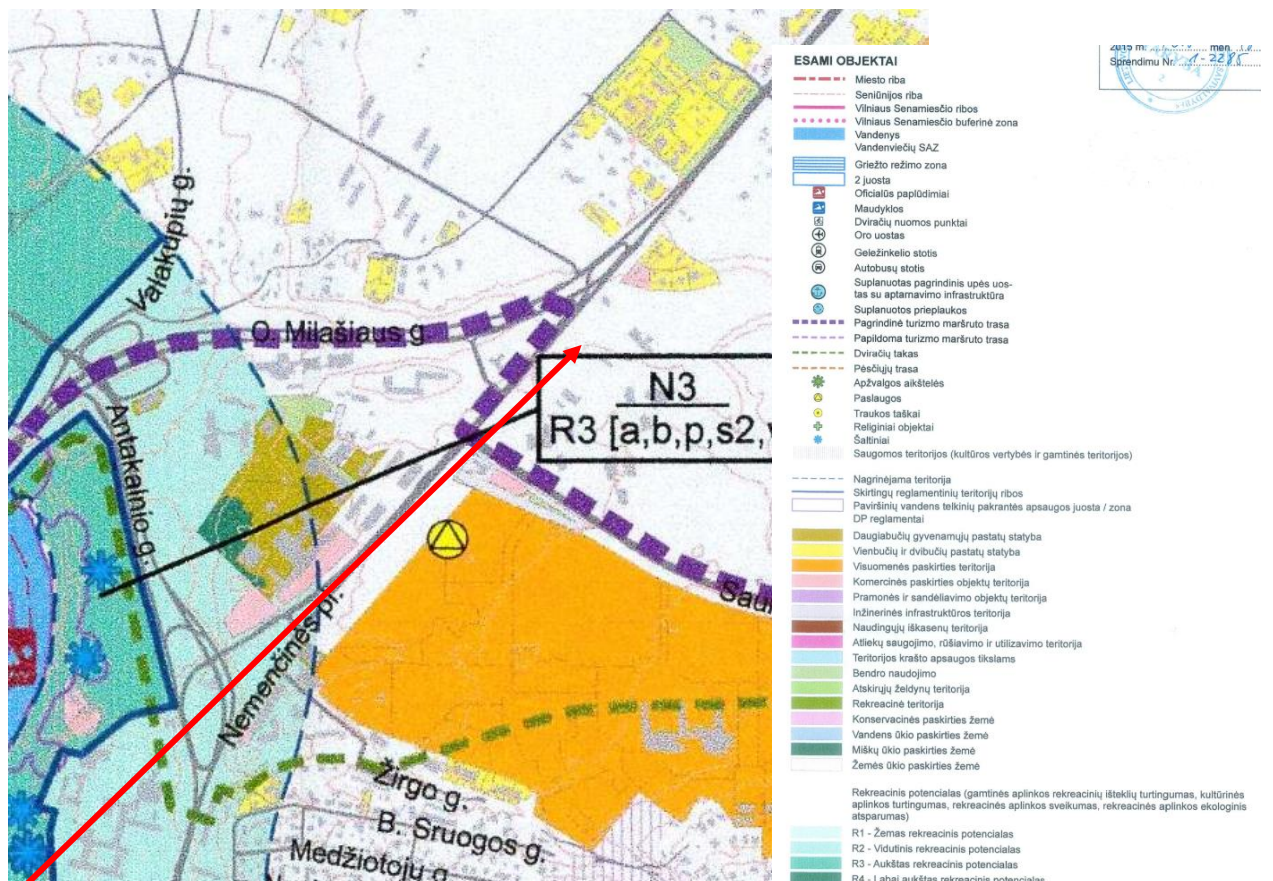 Valakupių g.
O. Milašiaus g
Antakalnio g.
N3
R3 [a,b,p,s2,
Nemenčinės pl.
Žirgo g.
B. Sruogos g.
Medžiotojų g
2015 m. men.
Sprendimu Nr. 1-2285
ESAMI OBJEKTAI
Miesto riba
Seniūnijos riba
Vilniaus Senamiesčio ribos
Vilniaus Senamiesčio buferinė zona
Vandenys
Vandenviečių SAZ
Griežto režimo zona
2 juosta
Oficialūs paplūdimiai
Maudyklos
Dviračių nuomos punktai
Oro uostas
Geležinkelio stotis
Autobusų stotis
Suplanuotas pagrindinis upės uos-
tas su aptarnavimo infrastruktūra
Suplanuotos prieplaukos
Pagrindinė turizmo maršruto trasa
Papildoma turizmo maršruto trasa
Dviračių takas
Pėsčiųjų trasa
Apžvalgos aikštelės
Paslaugos
Traukos taškai
Religiniai objektai
Šaltiniai
Saugomos teritorijos (kultūros vertybės ir gamtinės teritorijos)
Nagrinėjama teritorija
Skirtingų reglamentinių teritorijų ribos
Paviršinių vandens telkinių pakrantės apsaugos juosta / zona
DP reglamentai
Daugiabučių gyvenamųjų pastatų statyba
Vienbučių ir dvibučių pastatų statyba
Visuomenės paskirties teritorija
Komercinės paskirties objektų teritorija
Pramonės ir sandėliavimo objektų teritorija
Inžinerinės infrastruktūros teritorija
Naudingųjų iškasenų teritorija
Atliekų saugojimo, rūšiavimo ir utilizavimo teritorija
Teritorijos krašto apsaugos tikslams
Bendro naudojimo
Atskirųjų želdynų teritorija
Rekreacinė teritorija
Konservacinės paskirties žemė
Vandens ūkio paskirties žemė
Miškų ūkio paskirties žemė
Žemės ūkio paskirties žemė
Rekreacinis potencialas (gamtinės aplinkos rekreacinių išteklių turtingumas, kultūrinės
aplinkos turtingumas, rekreacinės aplinkos sveikumas, rekreacinės aplinkos ekologinis
atsparumas)
R1 - Žemas rekreacinis potencialas
R2 - Vidutinis rekreacinis potencialas
R3 - Aukštas rekreacinis potencialas
R4 - Labai aukštas rekreacinis potencialas